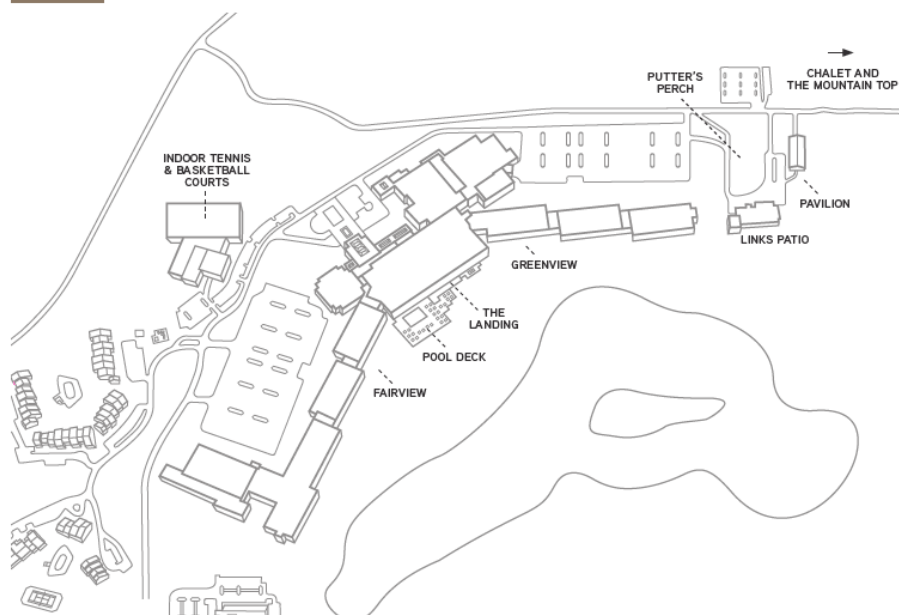 CHALET AND
THE MOUNTAIN TOP
PUTTER'S
PERCH
INDOOR TENNIS
& BASKETBALL
COURTS
PAVILION
LINKS PATIO
GREENVIEW
THE
LANDING
POOL DECK
FAIRVIEW